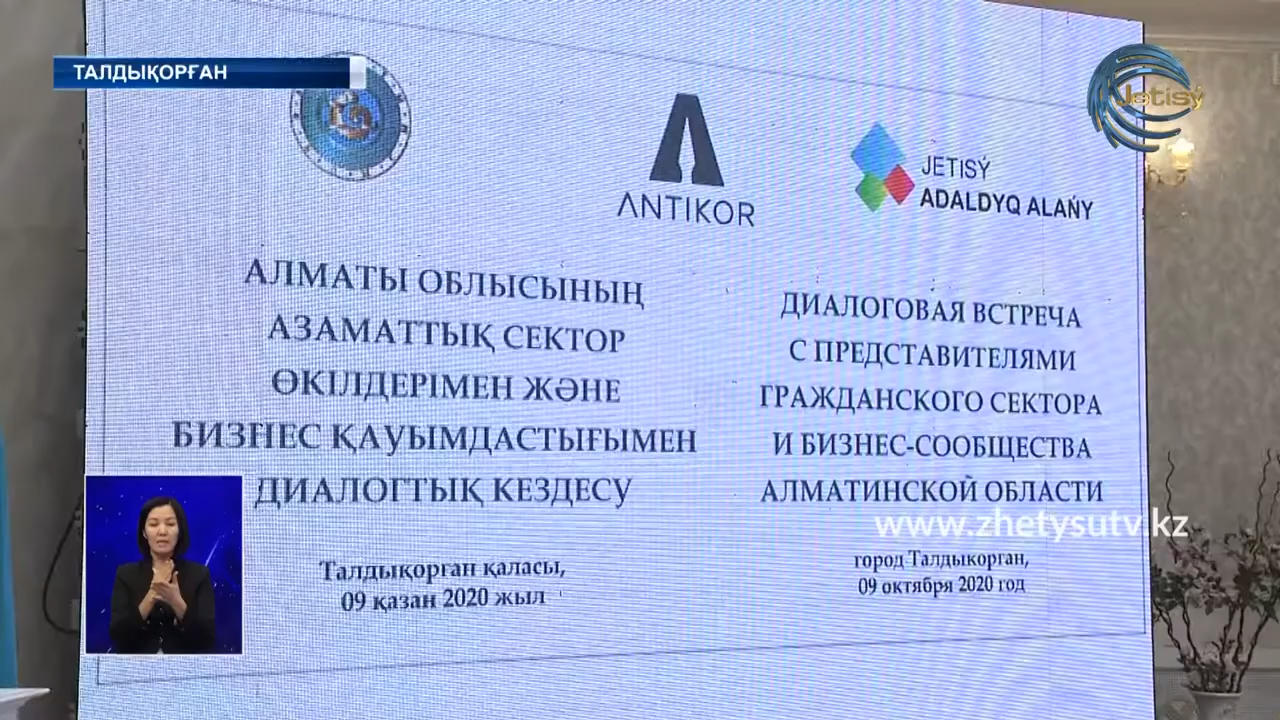 ТАЛДЫҚОРҒАН
Jetisý
ANTIKOR
JETISÝ
ADALDYQ ALAŃY
АЛМАТЫ ОБЛЫСЫНЫҢ
АЗАМАТТЫҚ СЕКТОР
ӨКІЛДЕРІМЕН ЖӘНЕ
БИЗНЕС ҚАУЫМДАСТЫҒЫМЕН
ДИАЛОГТЫҚ КЕЗДЕСУ
Талдықорған қаласы,
09 қазан 2020 жыл
ДИАЛОГОВАЯ ВСТРЕЧА
С ПРЕДСТАВИТЕЛЯМИ
ГРАЖДАНСКОГО СЕКТОРА
И БИЗНЕС-СООБЩЕСТВА
АЛМАТИНСКОЙ ОБЛАСТИ
www.zhetysutv.kz
город Талдыкорган,
09 октября 2020 год